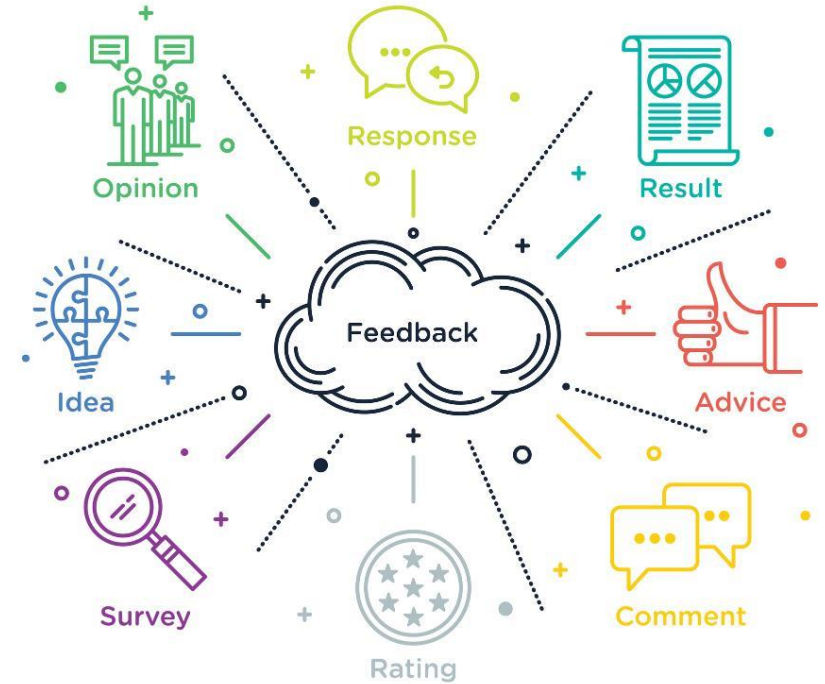 Response
Opinion
Result
Feedback
Idea
Advice
Survey
Comment
Rating